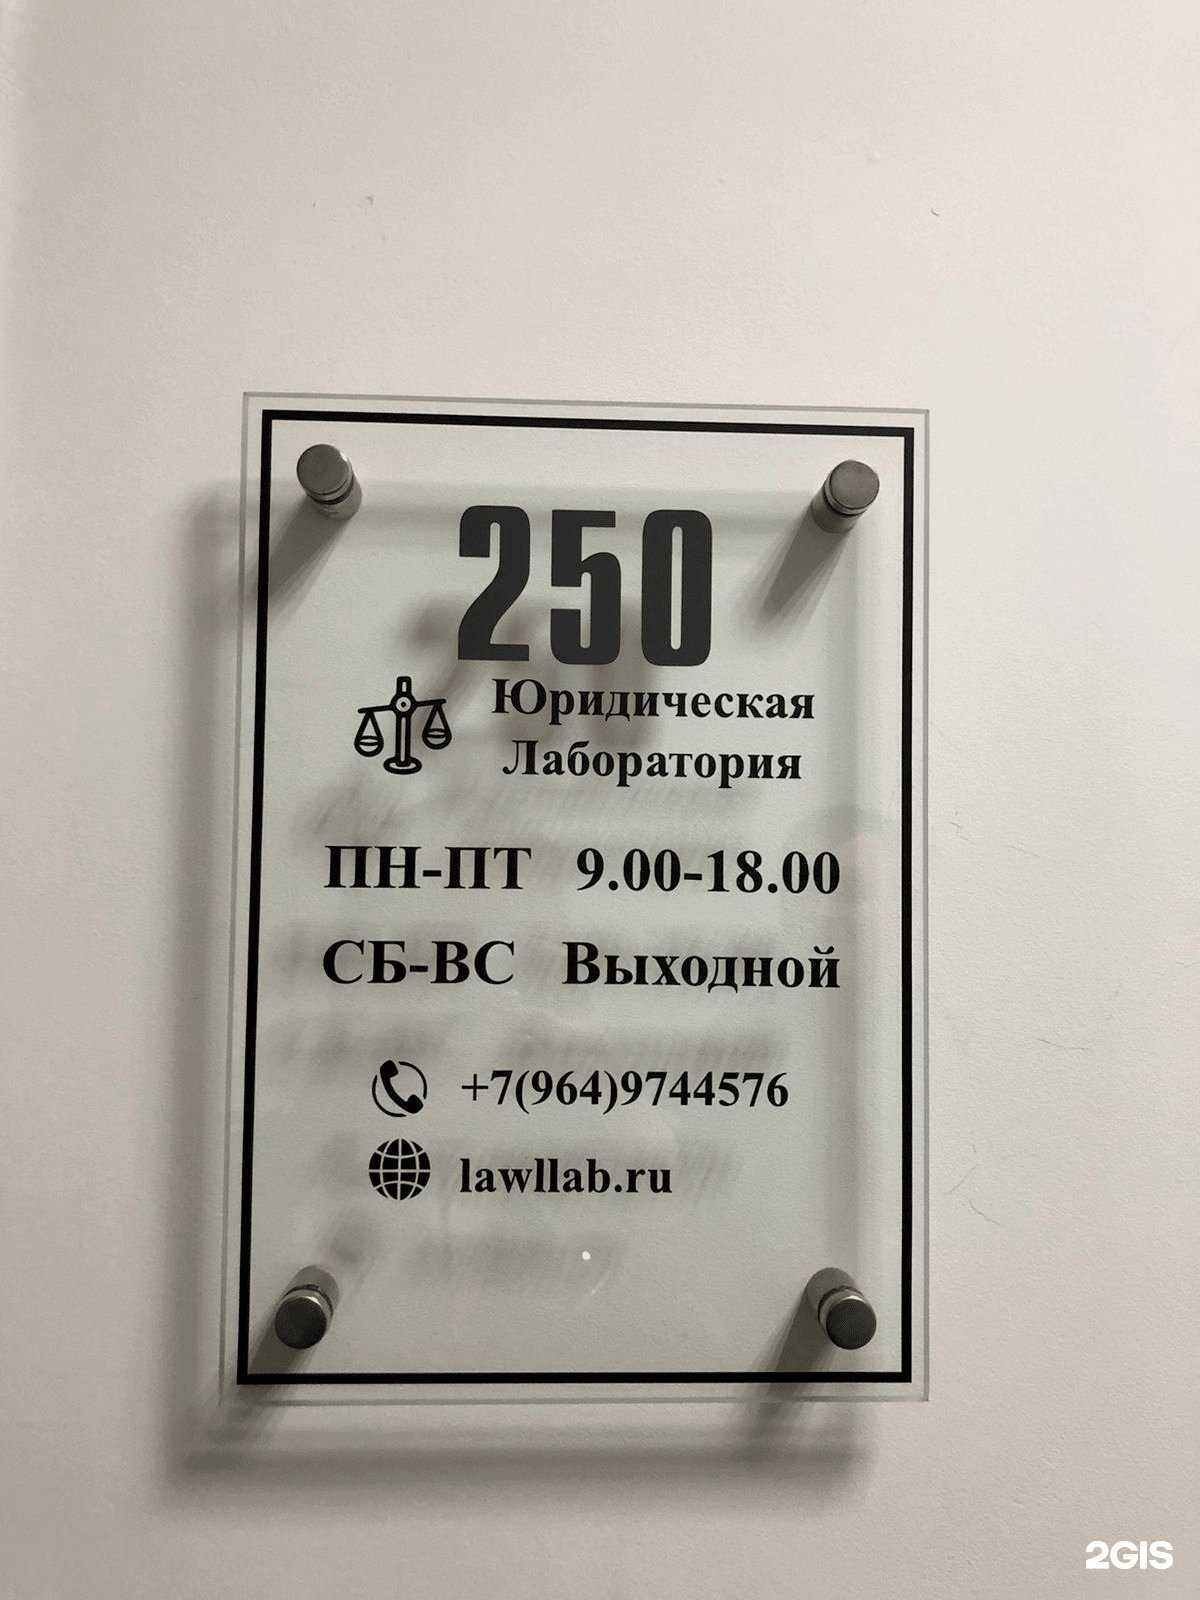 250
Юридическая
Лаборатория
ПН-ПТ 9.00-18.00
СБ-ВС Выходной
+7(964)9744576
lawllab.ru
2GIS